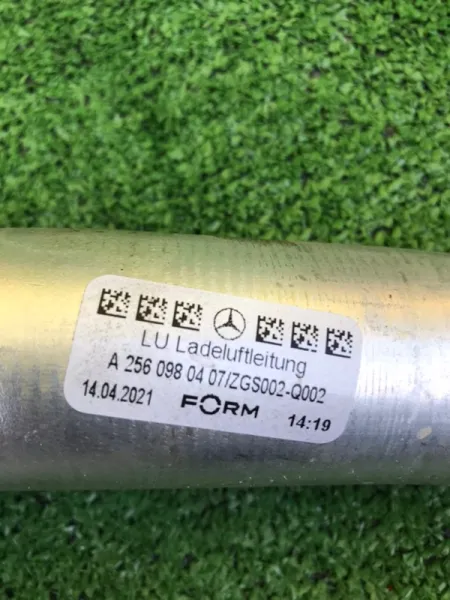 LU Ladeluftleitung
A 256 098 04 07/ZGS002-Q002
14.04.2021 FORM 14:19